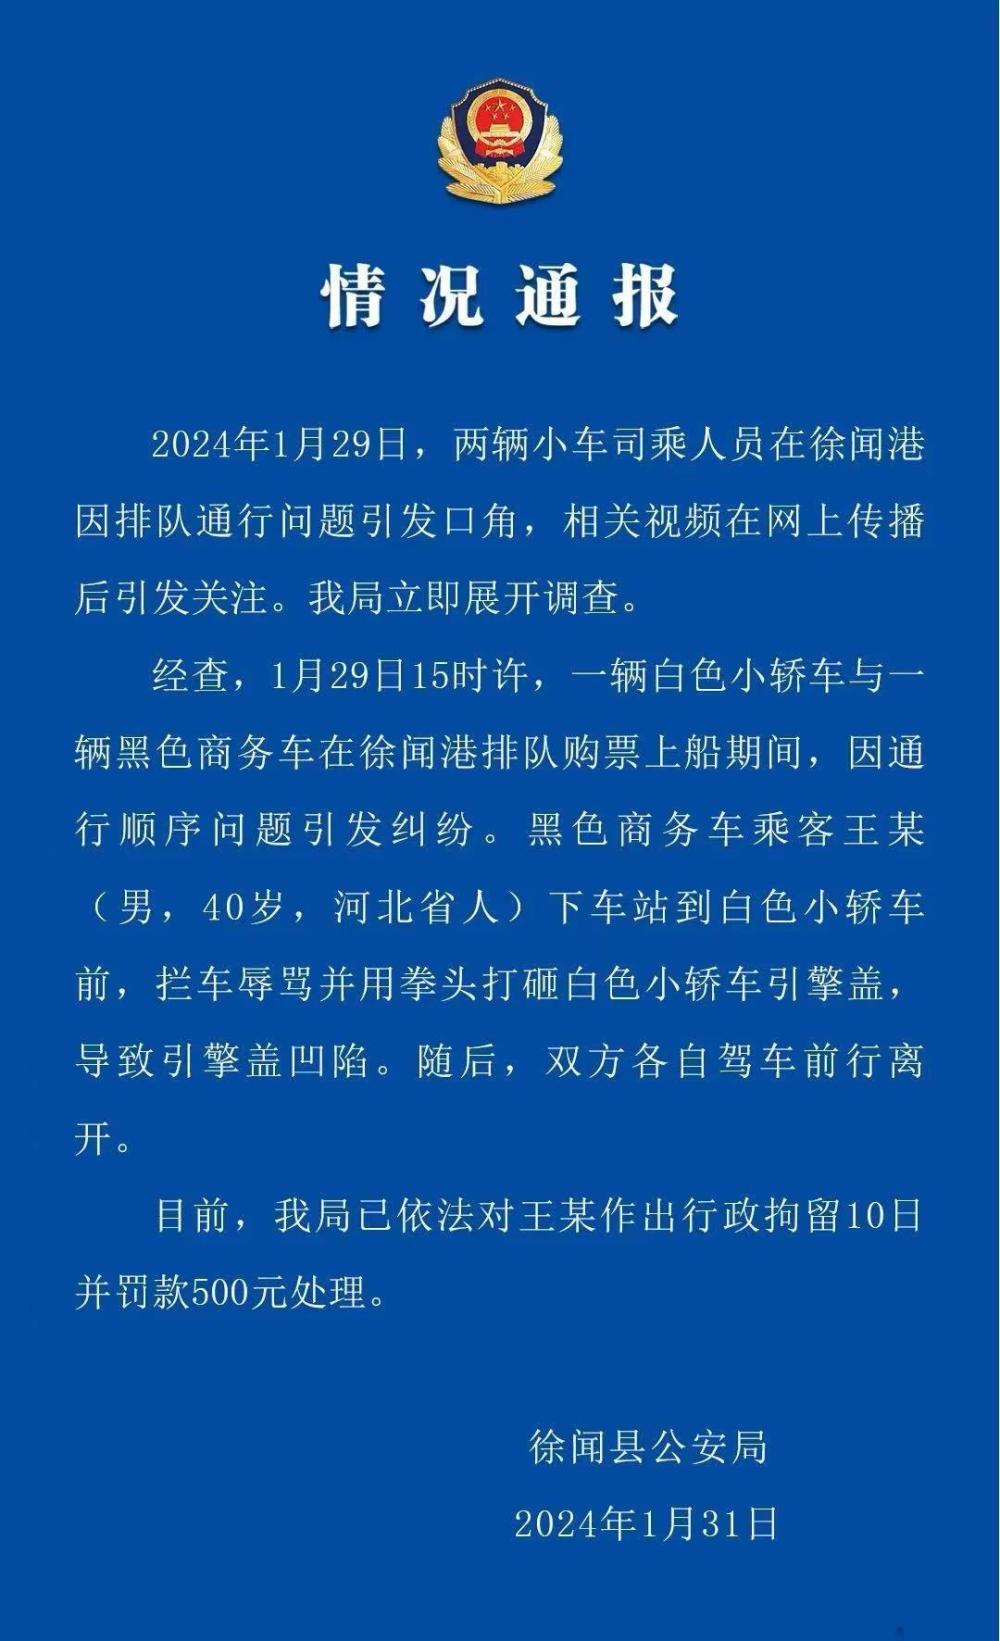 情况通报
2024年1月29日，两辆小车司乘人员在徐闻港
因排队通行问题引发口角，相关视频在网上传播
后引发关注。我局立即展开调查。
经查，1月29日15时许，一辆白色小轿车与一
辆黑色商务车在徐闻港排队购票上船期间，因通
行顺序问题引发纠纷。黑色商务车乘客王某
（男，40岁，河北省人）下车站到白色小轿车
前，拦车辱骂并用拳头打砸白色小轿车引擎盖，
导致引擎盖凹陷。随后，双方各自驾车前行离
开。
目前，我局已依法对王某作出行政拘留10日
并罚款500元处理。
徐闻县公安局
2024年1月31日